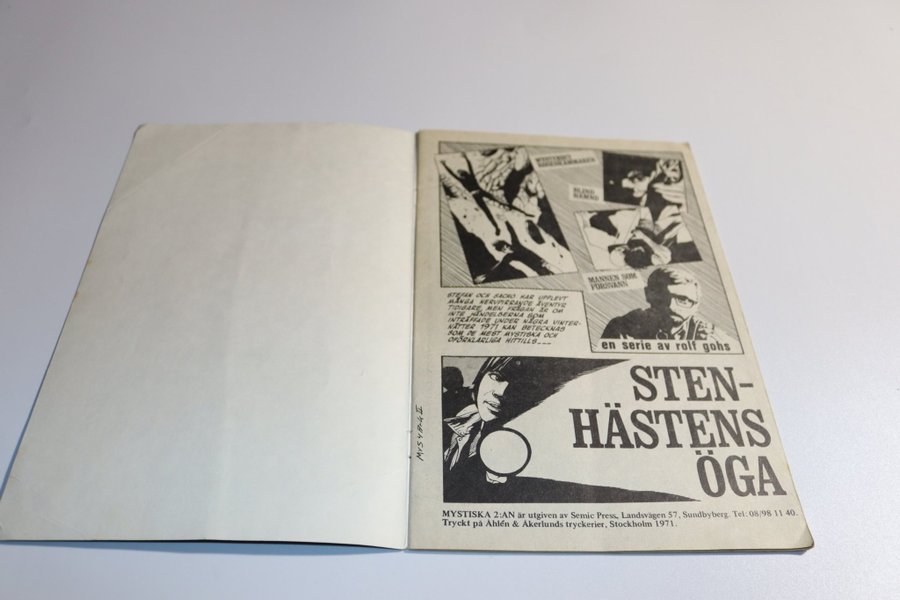 MYSTERIET
BLIND
HÄMND
MANNEN SOM
FÖRSVANN
STEFAN OCH SACHO HAR UPPLEVT
MÅNGA NERVPIRRANDE ÄVENTYR
TIDIGARE, MEN FRÅGAN ÄR OM
INTE HÄNDELSERNA SOM
INTRÄFFADE UNDER NÅGRA VINTER-
NÄTTER 1971 KAN BETECKNAS
SOM DE MEST MYSTISKA OCH
OFÖRKLARLIGA HITTILLS...
en serie av rolf gohs
STEN-
HÄSTENS
ÖGA
MYSTIKA 2:AN är utgiven av Semic Press, Landsvägen 57, Sundbyberg. Tel: 08/98 11 40.
Tryckt på Åhlén & Åkerlunds tryckerier, Stockholm 1971.